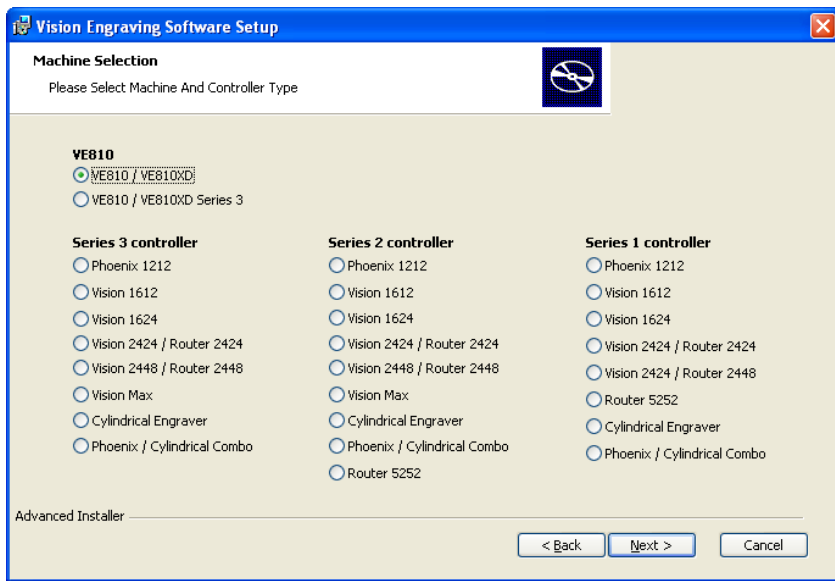 Vision Engraving Software Setup
Machine Selection
Please Select Machine And Controller Type
VE810
VE810 / VE810XD
VE810 / VE810XD Series 3
Series 3 controller
Phoenix 1212
Vision 1612
Vision 1624
Vision 2424 / Router 2424
Vision 2448 / Router 2448
Vision Max
Cylindrical Engraver
Phoenix / Cylindrical Combo
Series 2 controller
Phoenix 1212
Vision 1612
Vision 1624
Vision 2424 / Router 2424
Vision 2448 / Router 2448
Vision Max
Cylindrical Engraver
Phoenix / Cylindrical Combo
Router 5252
Series 1 controller
Phoenix 1212
Vision 1612
Vision 1624
Vision 2424 / Router 2424
Vision 2424 / Router 2448
Router 5252
Cylindrical Engraver
Phoenix / Cylindrical Combo
Advanced Installer
< Back
Next >
Cancel